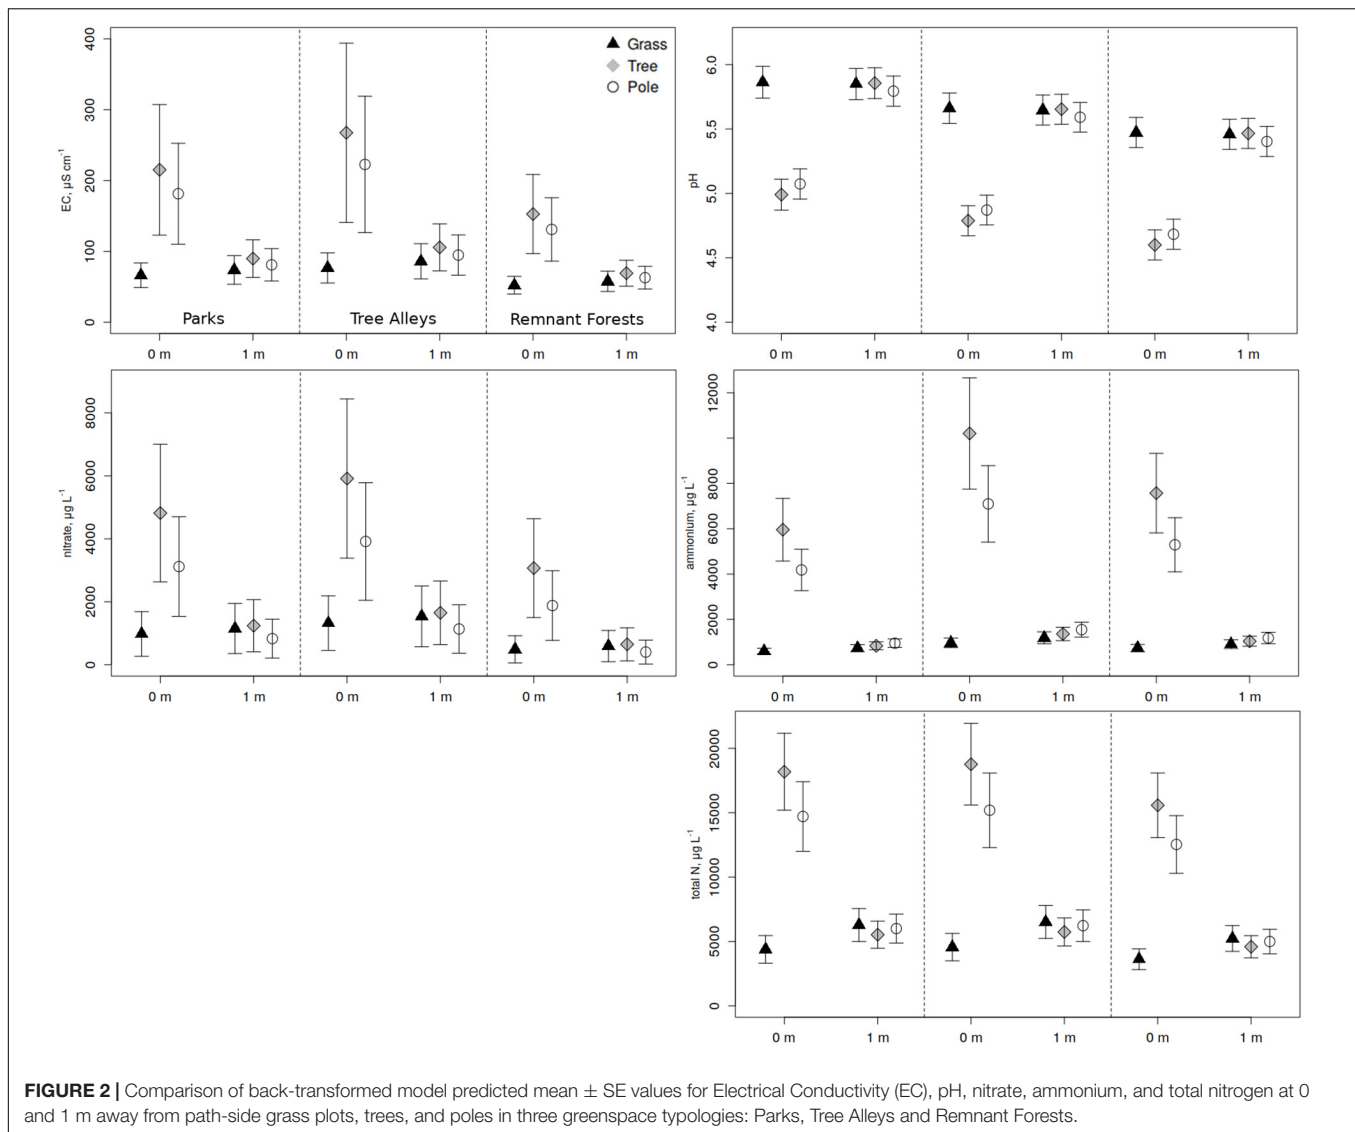 400
300
200
100
0
EC, µS cm⁻¹
Grass
Tree
Pole
Parks
Tree Alleys
Remnant Forests
0 m
1 m
0 m
1 m
0 m
1 m
6.0
5.5
5.0
4.5
4.0
pH
0 m
1 m
0 m
1 m
0 m
1 m
8000
6000
4000
2000
0
nitrate, µg L⁻¹
0 m
1 m
0 m
1 m
0 m
1 m
12000
8000
6000
4000
2000
0
ammonium, µg L⁻¹
0 m
1 m
0 m
1 m
0 m
1 m
20000
15000
10000
5000
0
total N, µg L⁻¹
0 m
1 m
0 m
1 m
0 m
1 m
FIGURE 2 | Comparison of back-transformed model predicted mean ± SE values for Electrical Conductivity (EC), pH, nitrate, ammonium, and total nitrogen at 0
and 1 m away from path-side grass plots, trees, and poles in three greenspace typologies: Parks, Tree Alleys and Remnant Forests.